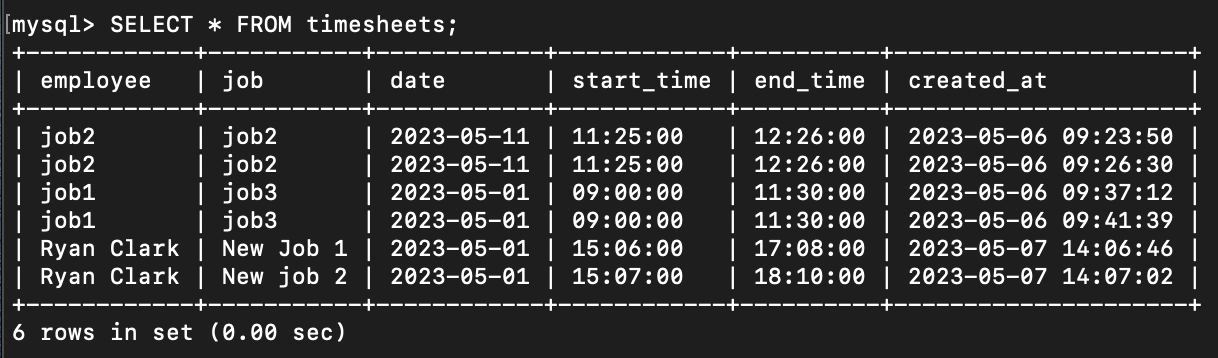 mysql> SELECT * FROM timesheets;
+-------------+-----------+------------+------------+----------+---------------------+
| employee | job | date | start_time | end_time | created_at |
+-------------+-----------+------------+------------+----------+---------------------+
| job2 | job2 | 2023-05-11 | 11:25:00 | 12:26:00 | 2023-05-06 09:23:50 |
| job2 | job2 | 2023-05-11 | 11:25:00 | 12:26:00 | 2023-05-06 09:26:30 |
| job1 | job3 | 2023-05-01 | 09:00:00 | 11:30:00 | 2023-05-06 09:37:12 |
| job1 | job3 | 2023-05-01 | 09:00:00 | 11:30:00 | 2023-05-06 09:41:39 |
| Ryan Clark | New Job 1 | 2023-05-01 | 15:06:00 | 17:08:00 | 2023-05-07 14:06:46 |
| Ryan Clark | New job 2 | 2023-05-01 | 15:07:00 | 18:10:00 | 2023-05-07 14:07:02 |
+-------------+-----------+------------+------------+----------+---------------------+
6 rows in set (0.00 sec)